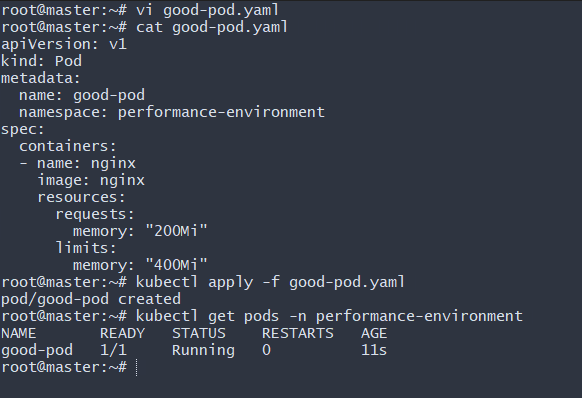 root@master:~# vi good-pod.yaml
root@master:~# cat good-pod.yaml
apiVersion: v1
kind: Pod
metadata:
  name: good-pod
  namespace: performance-environment
spec:
  containers:
  - name: nginx
    image: nginx
    resources:
      requests:
        memory: "200Mi"
      limits:
        memory: "400Mi"
root@master:~# kubectl apply -f good-pod.yaml
pod/good-pod created
root@master:~# kubectl get pods -n performance-environment
NAME       READY   STATUS    RESTARTS   AGE
good-pod   1/1     Running   0          11s
root@master:~#